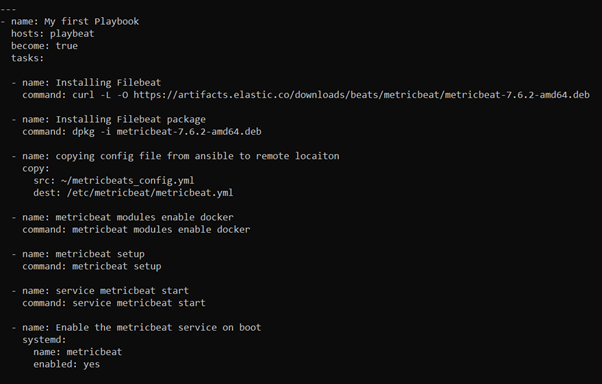 ---
- name: My first Playbook
  hosts: playbeat
  become: true
  tasks:

  - name: Installing Filebeat
    command: curl -L -O https://artifacts.elastic.co/downloads/beats/metricbeat/metricbeat-7.6.2-amd64.deb

  - name: Installing Filebeat package
    command: dpkg -i metricbeat-7.6.2-amd64.deb

  - name: copying config file from ansible to remote locaiton
    copy:
      src: ~/metricbeats_config.yml
      dest: /etc/metricbeat/metricbeat.yml

  - name: metricbeat modules enable docker
    command: metricbeat modules enable docker

  - name: metricbeat setup
    command: metricbeat setup

  - name: service metricbeat start
    command: service metricbeat start

  - name: Enable the metricbeat service on boot
    systemd:
      name: metricbeat
      enabled: yes